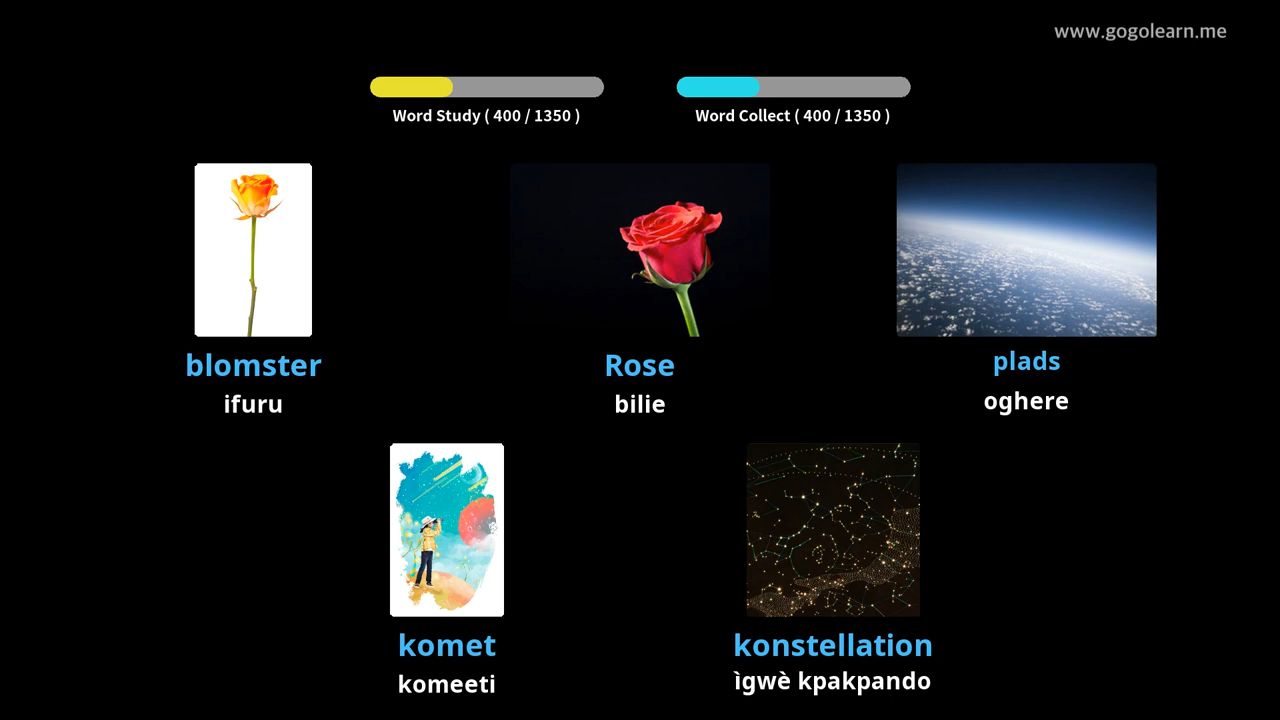 www.gogolearn.me
Word Study ( 400 / 1350 )
Word Collect ( 400 / 1350 )
blomster
ifuru
Rose
bilie
plads
oghere
komet
komeeti
konstellation
ìgwè kpakpando